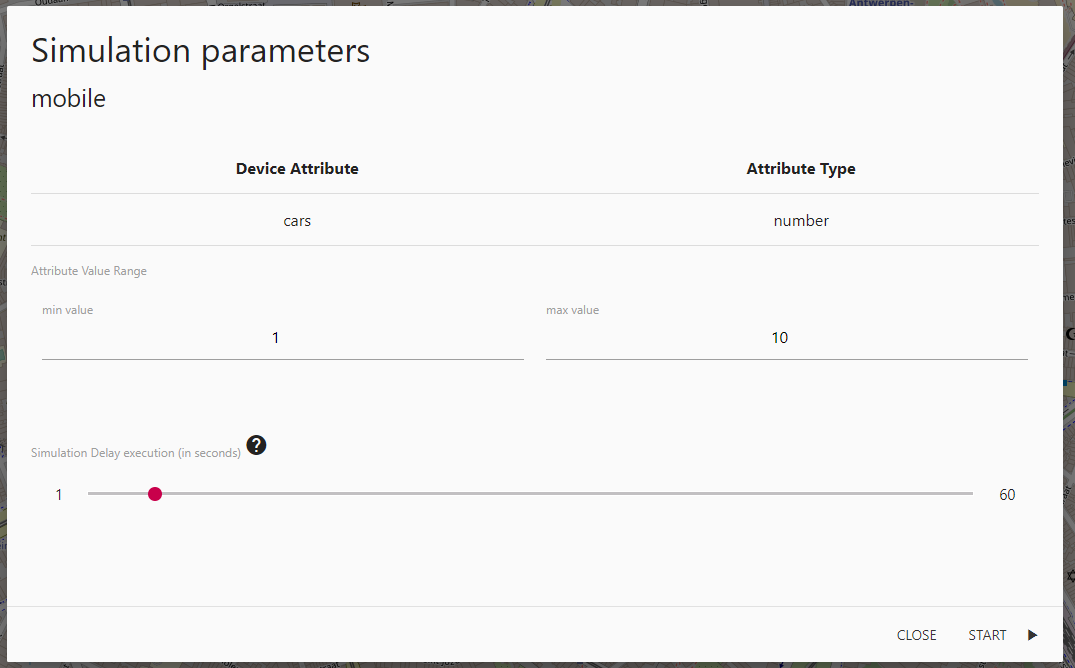 Antwerpen-
Simulation parameters
mobile
Device Attribute Attribute Type
cars number
Attribute Value Range
min value max value
1 10
Simulation Delay execution (in seconds) ?
1 60
CLOSE START